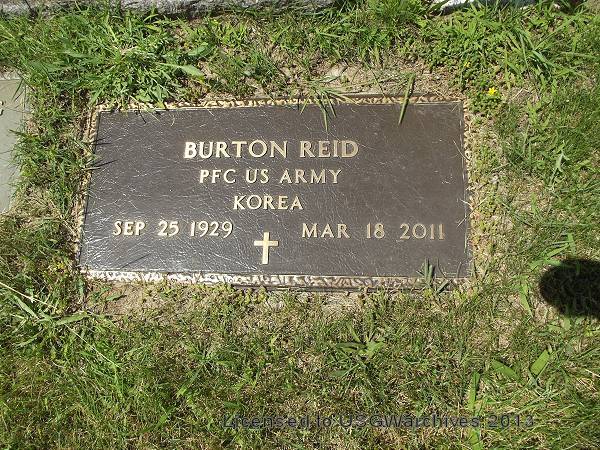 BURTON REID
PFC US ARMY
KOREA
SEP 25 1929 MAR 18 2011
Licensed to USGWarchives 2013